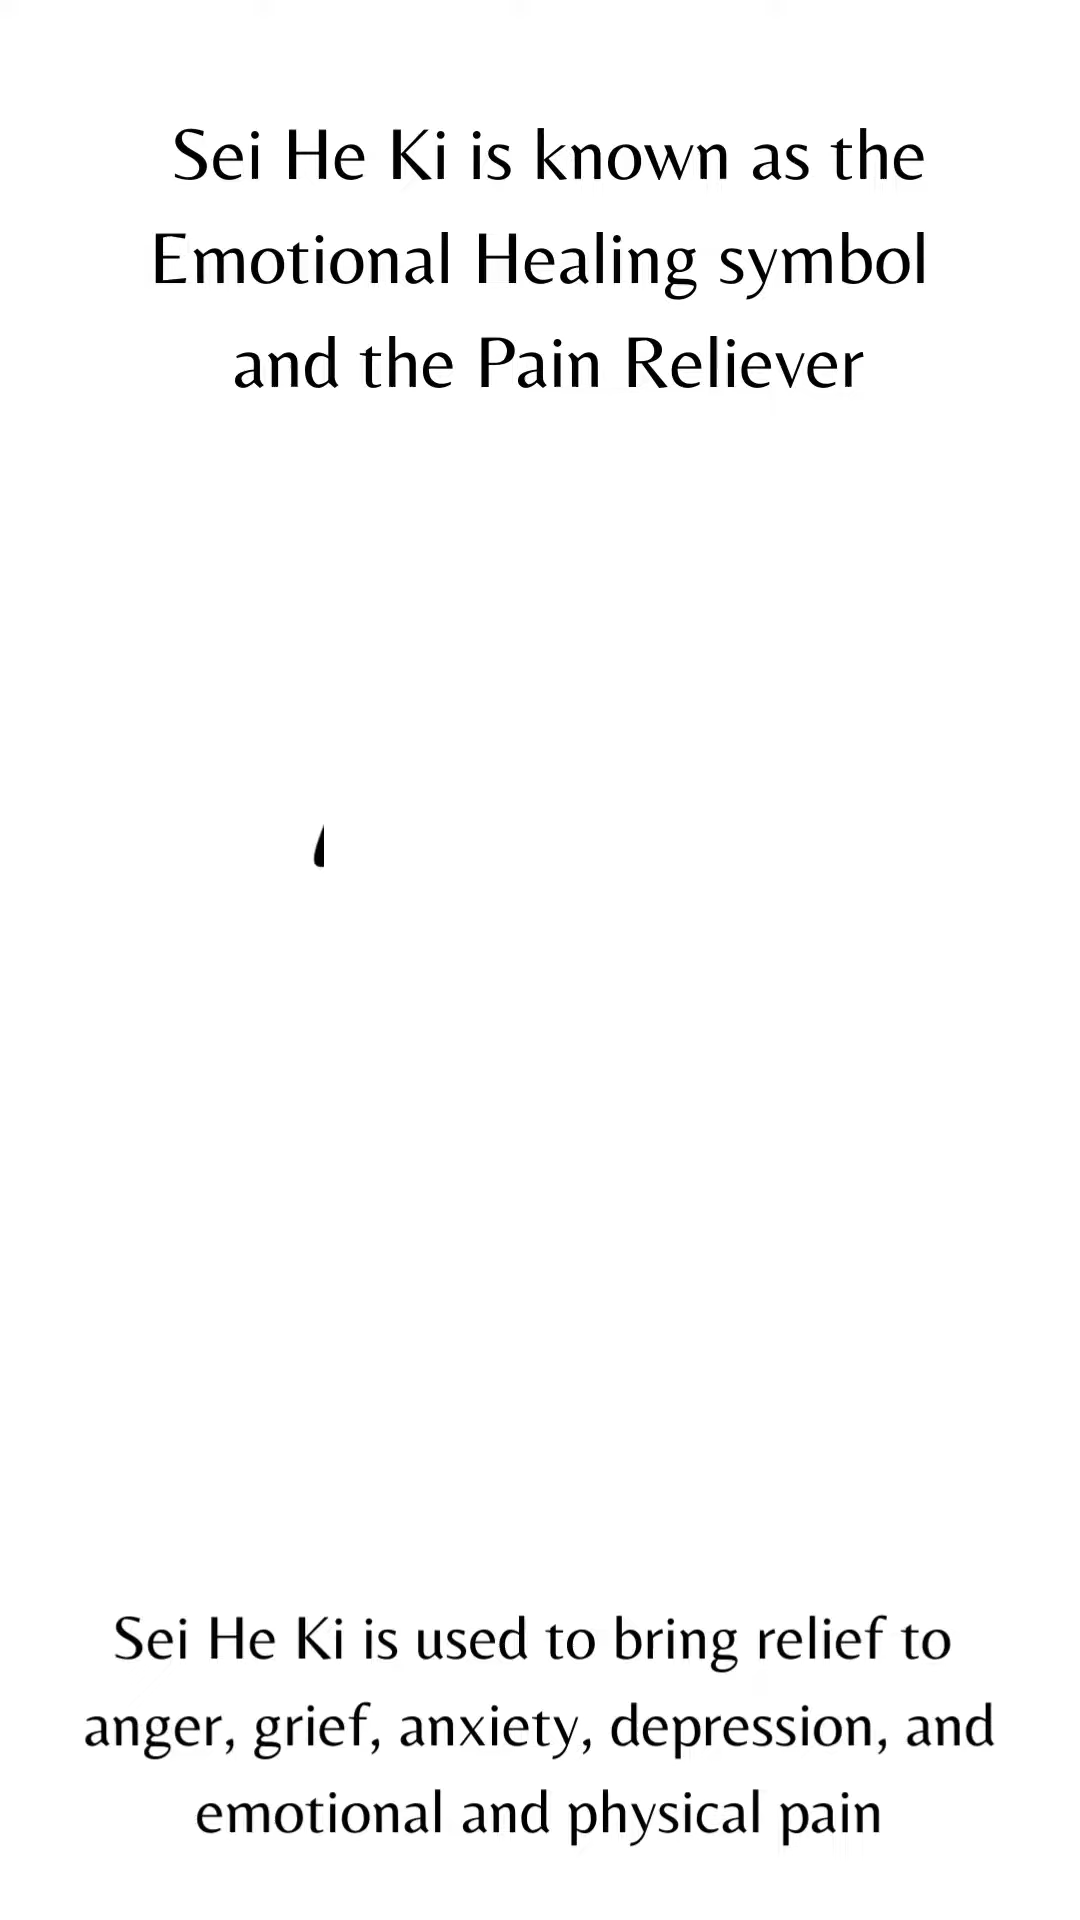 Sei He Ki is known as the
Emotional Healing symbol
and the Pain Reliever
Sei He Ki is used to bring relief to
anger, grief, anxiety, depression, and
emotional and physical pain